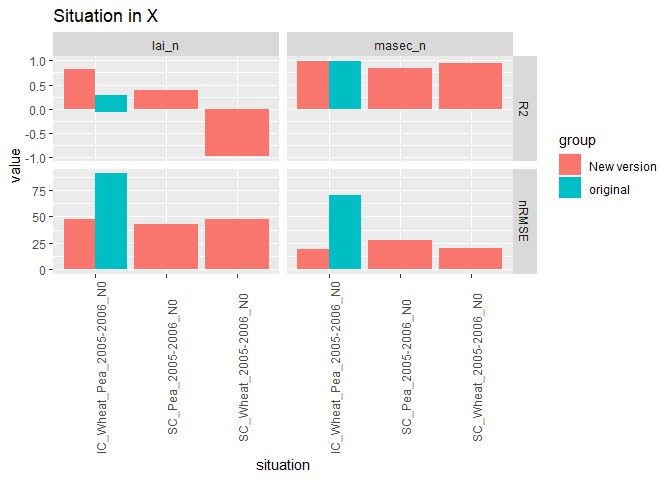 Situation in X
lai_n
masec_n
value
1.0
0.5
0.0
-0.5
-1.0
R2
75
50
25
0
nRMSE
IC_Wheat_Pea_2005-2006_N0
SC_Pea_2005-2006_N0
SC_Wheat_2005-2006_N0
IC_Wheat_Pea_2005-2006_N0
SC_Pea_2005-2006_N0
SC_Wheat_2005-2006_N0
situation
group
New version
original